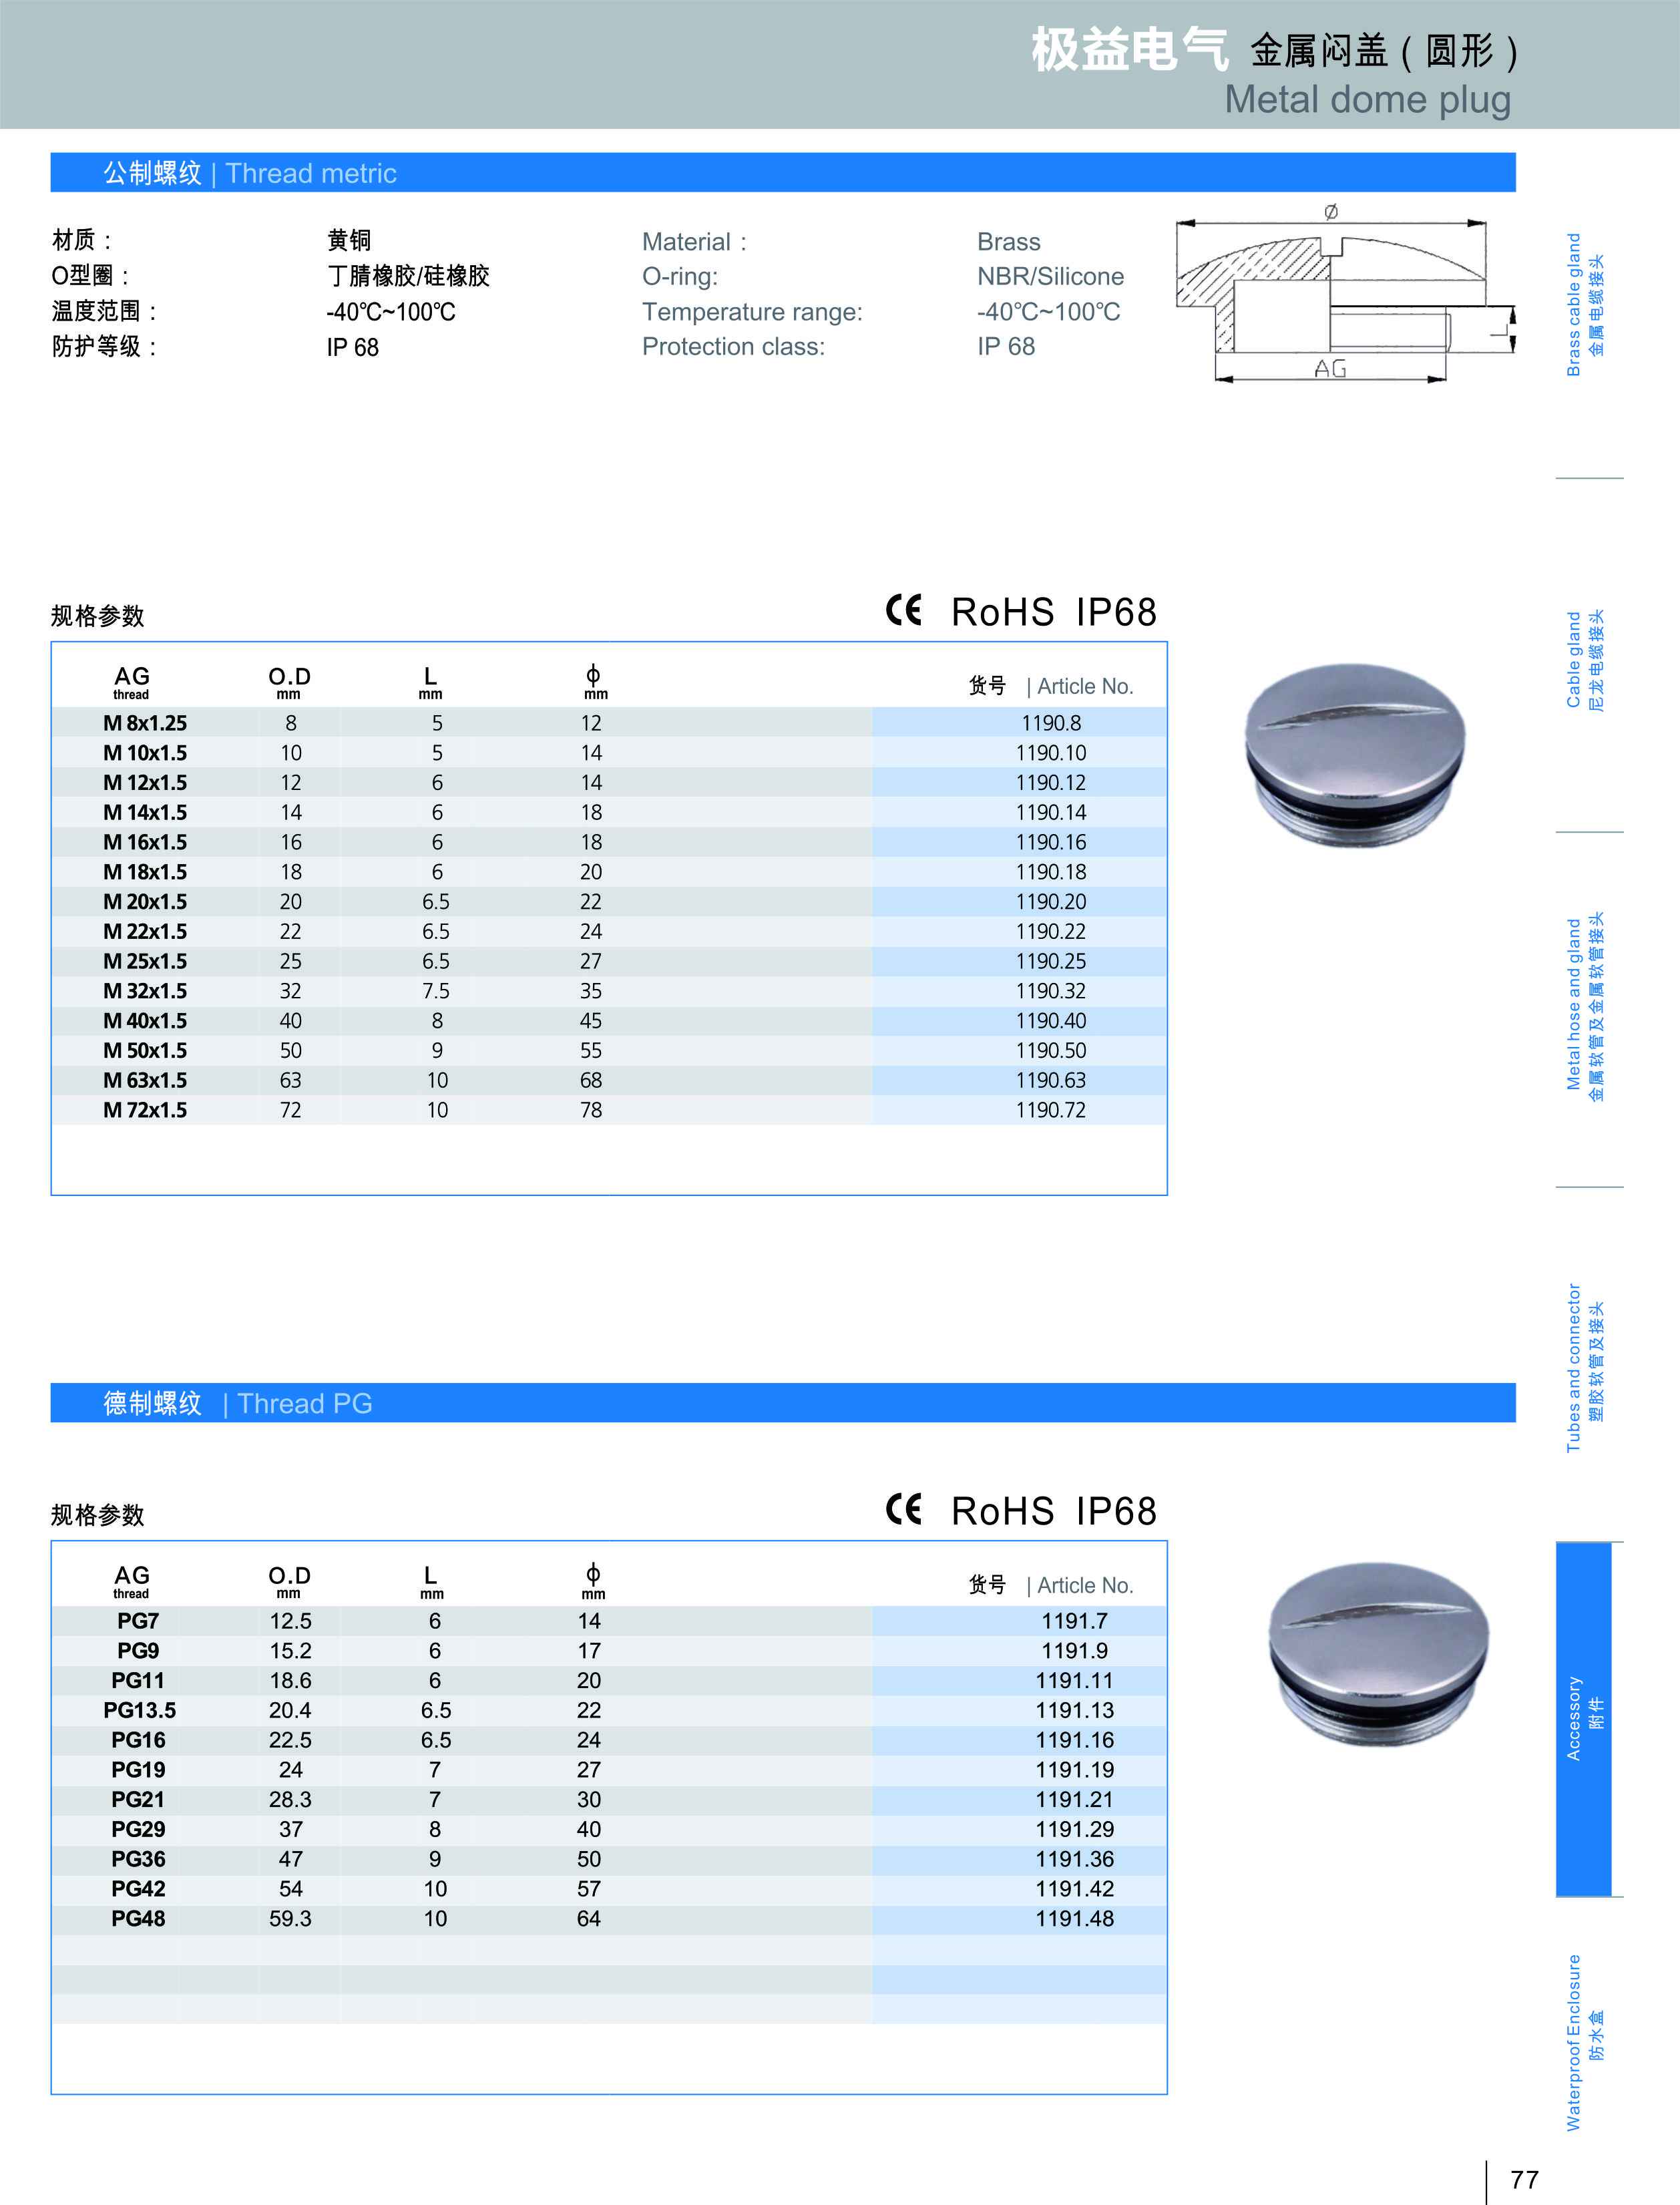 极益电气 金属闷盖（圆形）
Metal dome plug
公制螺纹 | Thread metric
材质： 黄铜 Material： Brass
O型圈： 丁腈橡胶/硅橡胶 O-ring: NBR/Silicone
温度范围： -40℃~100℃ Temperature range: -40℃~100℃
防护等级： IP 68 Protection class: IP 68
Ø
L
AG
规格参数 CE RoHS IP68
AG O.D L ϕ 货号 | Article No.
thread mm mm mm
M 8x1.25 8 5 12 1190.8
M 10x1.5 10 5 14 1190.10
M 12x1.5 12 6 14 1190.12
M 14x1.5 14 6 18 1190.14
M 16x1.5 16 6 18 1190.16
M 18x1.5 18 6 20 1190.18
M 20x1.5 20 6.5 22 1190.20
M 22x1.5 22 6.5 24 1190.22
M 25x1.5 25 6.5 27 1190.25
M 32x1.5 32 7.5 35 1190.32
M 40x1.5 40 8 45 1190.40
M 50x1.5 50 9 55 1190.50
M 63x1.5 63 10 68 1190.63
M 72x1.5 72 10 78 1190.72
德制螺纹 | Thread PG
规格参数 CE RoHS IP68
AG O.D L ϕ 货号 | Article No.
thread mm mm mm
PG7 12.5 6 14 1191.7
PG9 15.2 6 17 1191.9
PG11 18.6 6 20 1191.11
PG13.5 20.4 6.5 22 1191.13
PG16 22.5 6.5 24 1191.16
PG19 24 7 27 1191.19
PG21 28.3 7 30 1191.21
PG29 37 8 40 1191.29
PG36 47 9 50 1191.36
PG42 54 10 57 1191.42
PG48 59.3 10 64 1191.48
Brass cable gland
金属电缆接头
Cable gland
尼龙电缆接头
Metal hose and gland
金属软管及金属软管接头
Tubes and connector
塑胶软管及接头
Accessory
附件
Waterproof Enclosure
防水盒
77